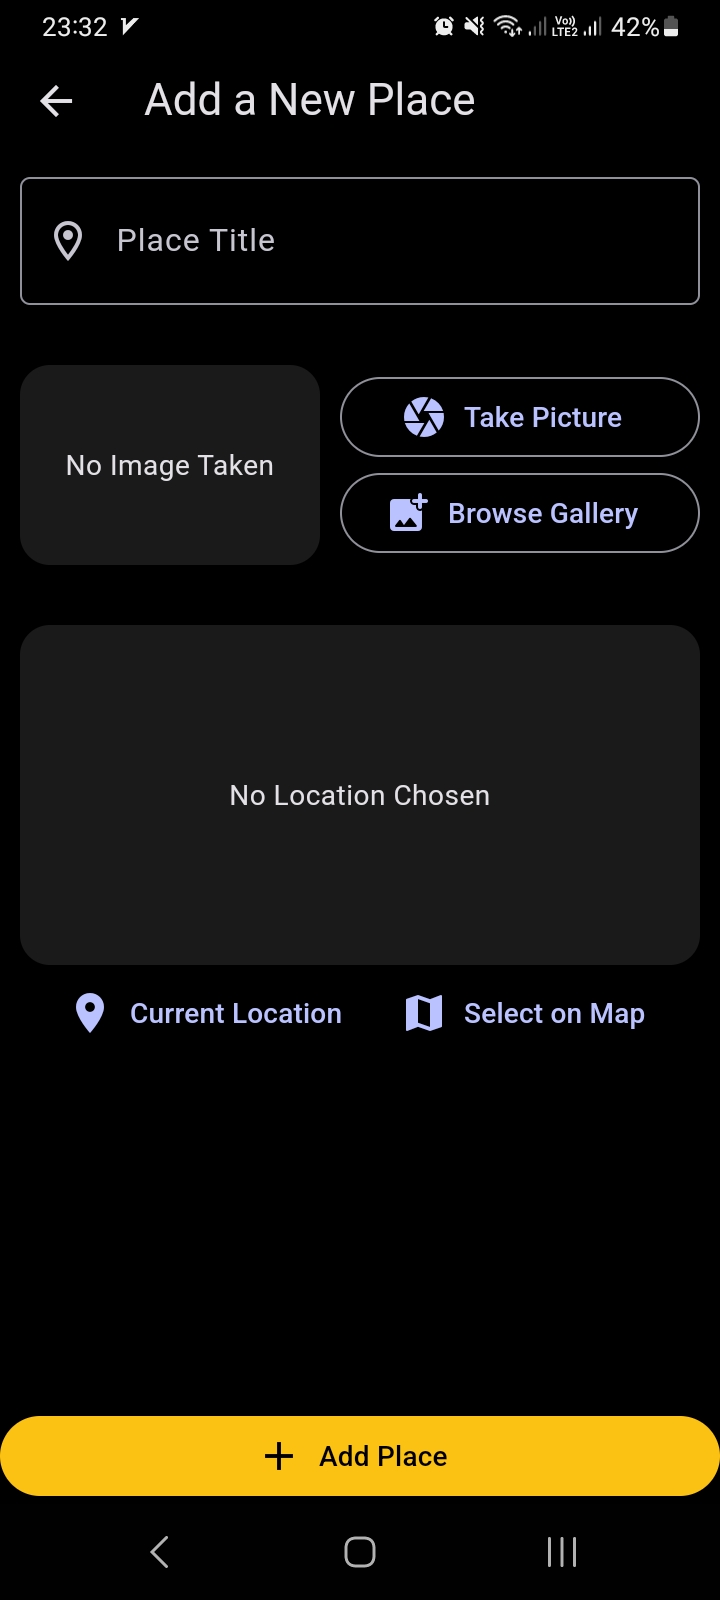 23:32 Vo)) LTE2 42%
Add a New Place
Place Title
No Image Taken
Take Picture
Browse Gallery
No Location Chosen
Current Location
Select on Map
Add Place